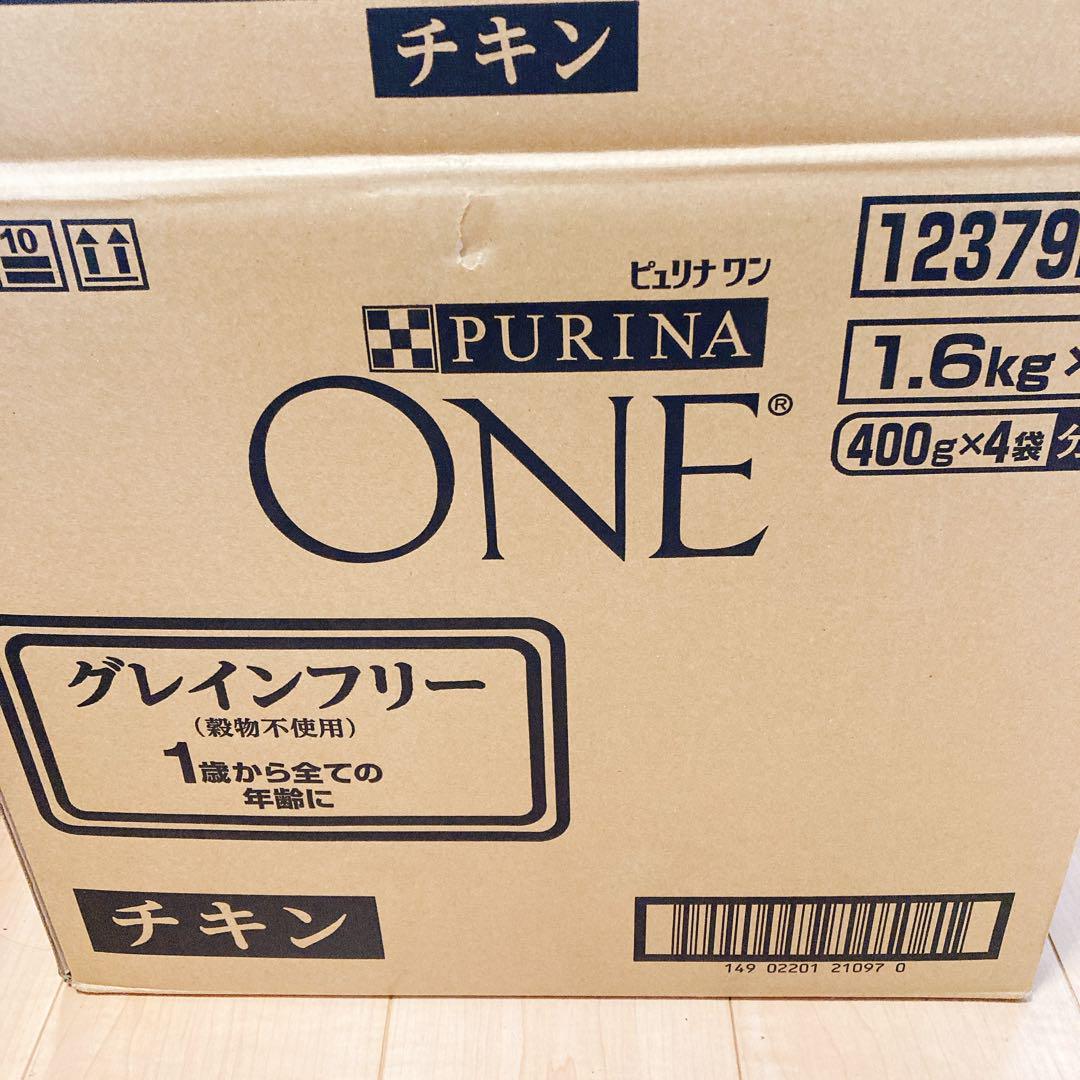 チキン
10
12379
ピュリナ ワン
PURINA
ONE®
1.6kg×
400g×4袋
グレインフリー
(穀物不使用)
1歳から全ての
年齢に
チキン
149 02201 21097 0